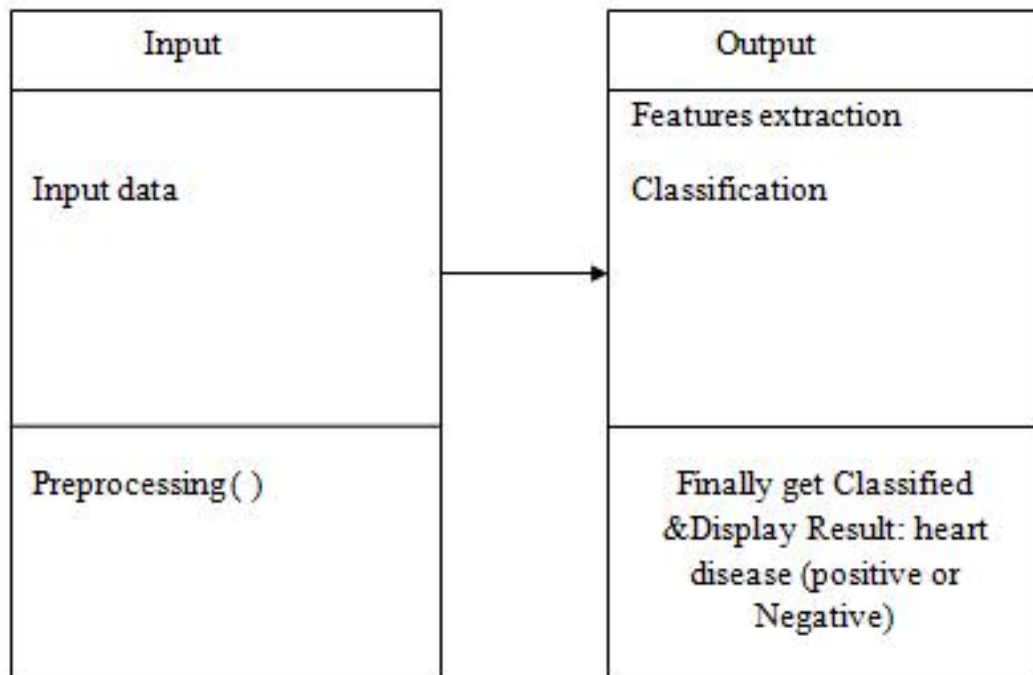 Input
Input data
Preprocessing ( )
Output
Features extraction
Classification
Finally get Classified
&Display Result: heart
disease (positive or
Negative)